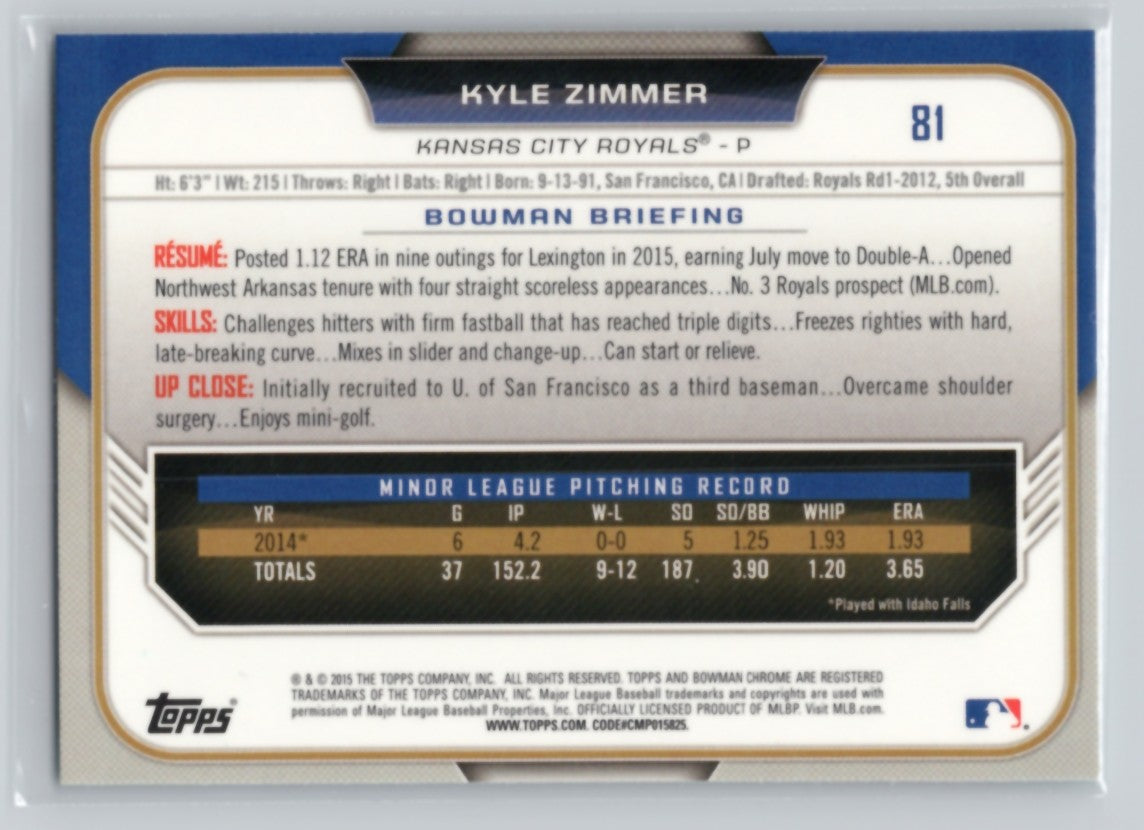 KYLE ZIMMER
81
KANSAS CITY ROYALS® - P
Ht: 6'3" | Wt: 215 | Throws: Right | Bats: Right | Born: 9-13-91, San Francisco, CA | Drafted: Royals Rd1-2012, 5th Overall
BOWMAN BRIEFING
RÉSUMÉ: Posted 1.12 ERA in nine outings for Lexington in 2015, earning July move to Double-A...Opened
Northwest Arkansas tenure with four straight scoreless appearances...No. 3 Royals prospect (MLB.com).
SKILLS: Challenges hitters with firm fastball that has reached triple digits...Freezes righties with hard,
late-breaking curve...Mixes in slider and change-up...Can start or relieve.
UP CLOSE: Initially recruited to U. of San Francisco as a third baseman...Overcame shoulder
surgery...Enjoys mini-golf.
MINOR LEAGUE PITCHING RECORD
YR G IP W-L SO SO/BB WHIP ERA
2014* 6 4.2 0-0 5 1.25 1.93 1.93
TOTALS 37 152.2 9-12 187 3.90 1.20 3.65
*Played with Idaho Falls
® & © 2015 THE TOPPS COMPANY, INC. ALL RIGHTS RESERVED. TOPPS AND BOWMAN CHROME ARE REGISTERED
TRADEMARKS OF THE TOPPS COMPANY, INC. Major League Baseball trademarks and copyrights are used with
permission of Major League Baseball Properties, Inc. OFFICIALLY LICENSED PRODUCT OF MLBP. Visit MLB.com.
WWW.TOPPS.COM. CODE#CMP015825.
Topps®